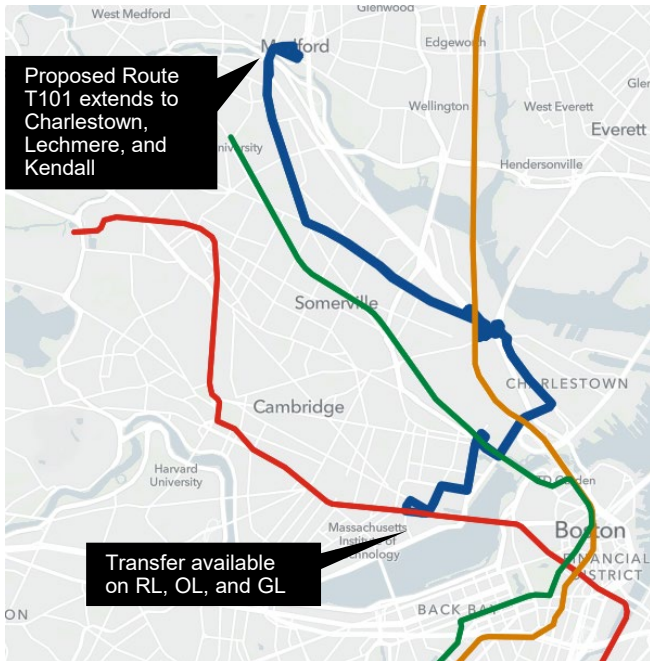 West Medford
Glenwood
Medford
Edgeworth
Proposed Route
T101 extends to
Charlestown,
Lechmere, and
Kendall
Wellington
West Everett
Everett
Hendersonville
Somerville
CHARLESTOWN
Cambridge
Harvard
University
Massachusetts
Institute of
Boston
FINANCIAL
DISTRICT
Transfer available
on RL, OL, and GL
BACK BAY